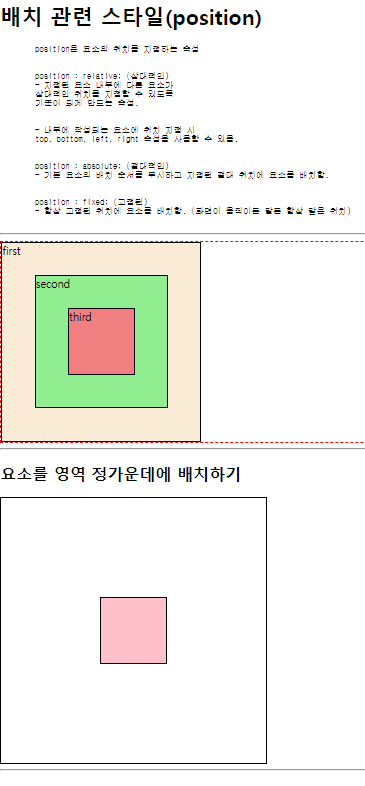 배치 관련 스타일(position)
position은 요소의 위치를 지정하는 속성
position : relative; (상대적인)
- 지정된 요소 내부에 다른 요소가
상대적인 위치를 지정할 수 있도록
기준이 되게 만드는 속성.
- 내부에 작성되는 요소에 위치 지정 시
top, bottom, left, right 속성을 사용할 수 있음.
position : absolute; (절대적인)
- 기본 요소의 배치 순서를 무시하고 지정된 절대 위치에 요소를 배치함.
position : fixed; (고정된)
- 항상 고정된 위치에 요소를 배치함. (화면이 움직이든 말든 항상 같은 위치)
first
second
third
요소를 영역 정가운데에 배치하기